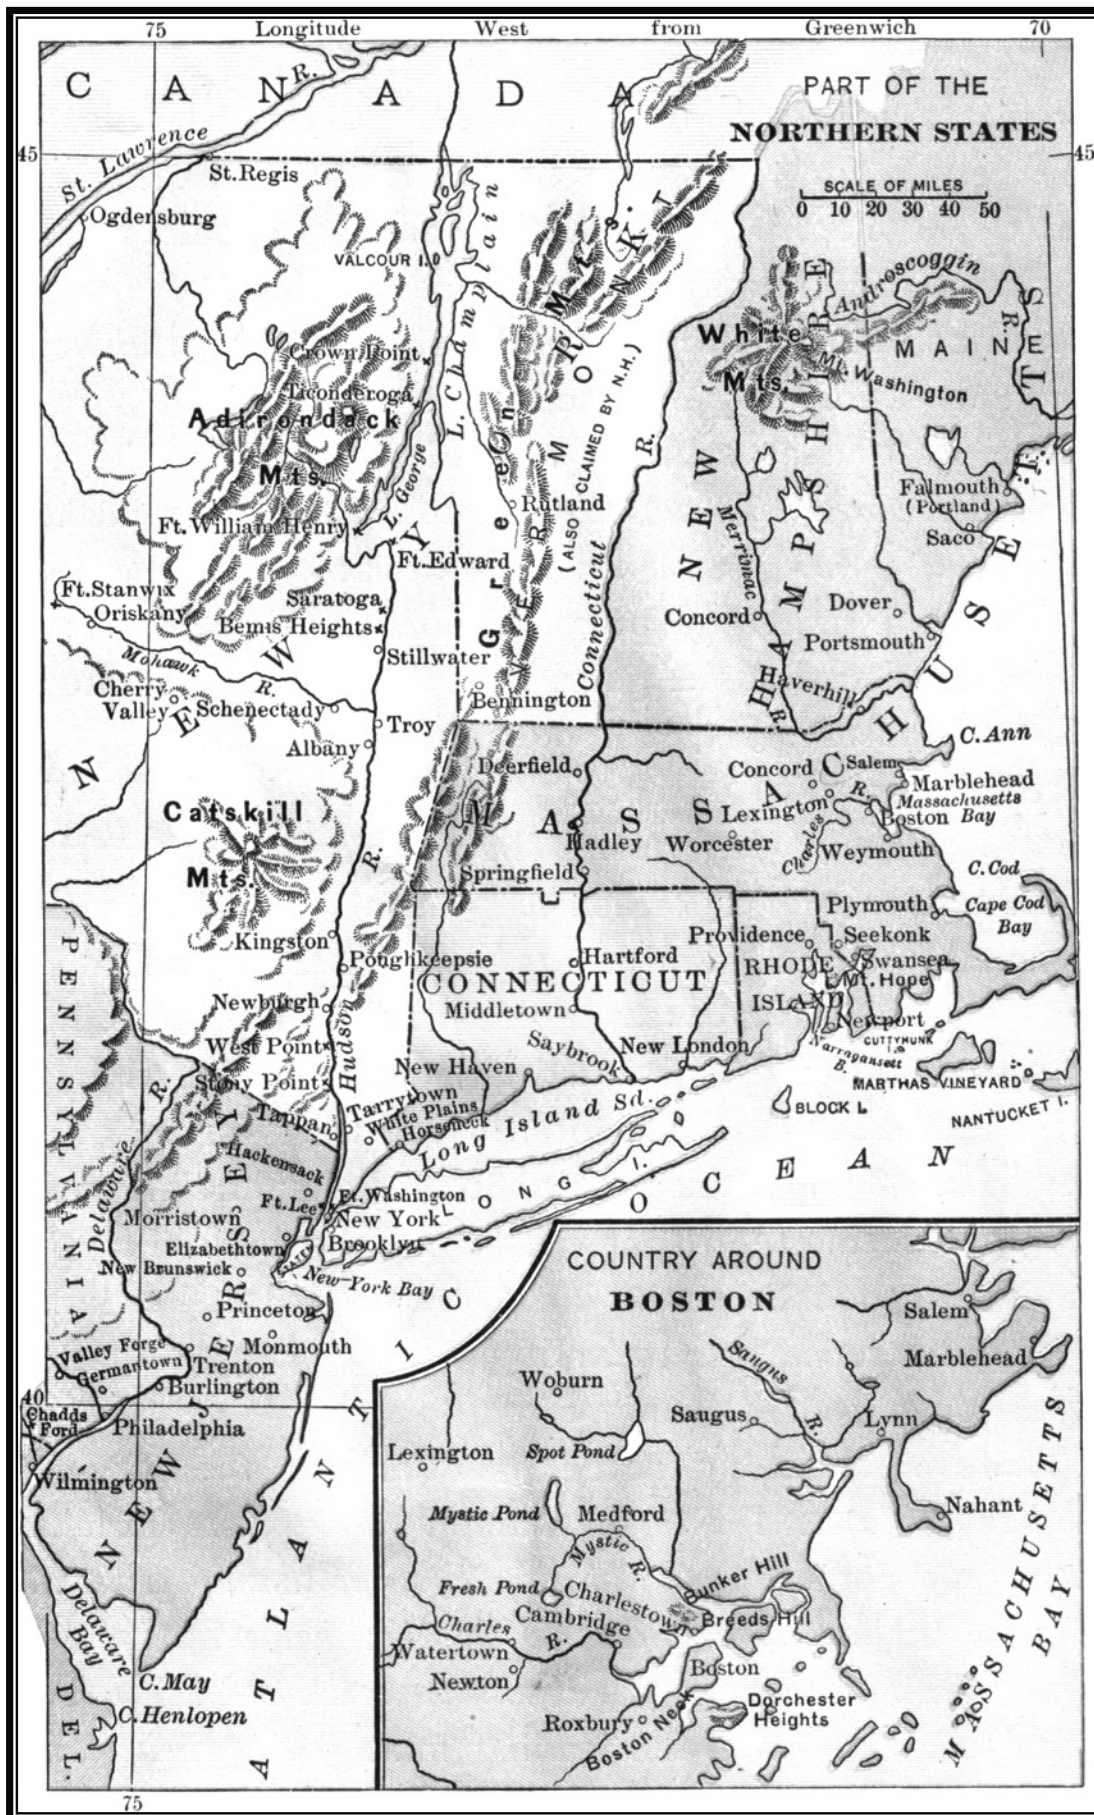 75 Longitude West from Greenwich 70
CANADA
PART OF THE
NORTHERN STATES
SCALE OF MILES
0 10 20 30 40 50
45
45
St. Lawrence R.
St.Regis
Ogdensburg
VALCOUR I.
L. Champlain
Crown Point
Ticonderoga
Adirondack
Mts.
L. George
Ft.William Henry
Ft.Edward
Ft.Stanwix
Oriskany
Saratoga
Bemis Heights
Stillwater
Mohawk R.
Cherry
Valley
Schenectady
Troy
Albany
NEW Y
Catskill
Mts.
Kingston
Poughkeepsie
Newburgh
West Point
Stony Point
Hudson R.
Tappan
Tarrytown
White Plains
Horseneck
Green Mts.
VERMONT
(ALSO CLAIMED BY N.H.)
Rutland
Bennington
Connecticut R.
White
Mts.
Mt. Washington
NEW HAMPSHIRE
Merrimac R.
Concord
Dover
Portsmouth
Haverhill
Androscoggin R.
MAINE
Falmouth
(Portland)
Saco
MASSACHUSETTS
Deerfield
Hadley
Springfield
Worcester
Concord
Lexington
Salem
C. Ann
Marblehead
Massachusetts
Bay
Boston
Charles R.
Weymouth
C. Cod
Cape Cod
Bay
Plymouth
Providence
Seekonk
Swansea
Mt. Hope
RHODE
ISLAND
Newport
CUTTYHUNK
I.
Narragansett
B.
MARTHAS VINEYARD
NANTUCKET I.
BLOCK I.
CONNECTICUT
Hartford
Middletown
Saybrook
New London
New Haven
Long Island Sd.
LONG I.
ATLANTIC OCEAN
PENNSYLVANIA
Delaware R.
NEW JERSEY
Hackensack
Ft.Lee
Ft.Washington
Morristown
New York
Elizabethtown
Brooklyn
New Brunswick
STATEN
New-York Bay
Princeton
Monmouth
Valley Forge
Germantown
Trenton
Burlington
40
Chadds
Ford
Philadelphia
Wilmington
Delaware
Bay
C.May
C.Henlopen
DEL.
75
COUNTRY AROUND
BOSTON
Salem
Marblehead
Woburn
Saugus R.
Saugus
Lynn
Lexington
Spot Pond
Nahant
Mystic Pond
Medford
Mystic R.
Bunker Hill
Fresh Pond
Charlestown
Breeds Hill
Cambridge
Charles R.
Watertown
Newton
Boston
Dorchester
Heights
Roxbury
Boston Neck
MASSACHUSETTS
BAY